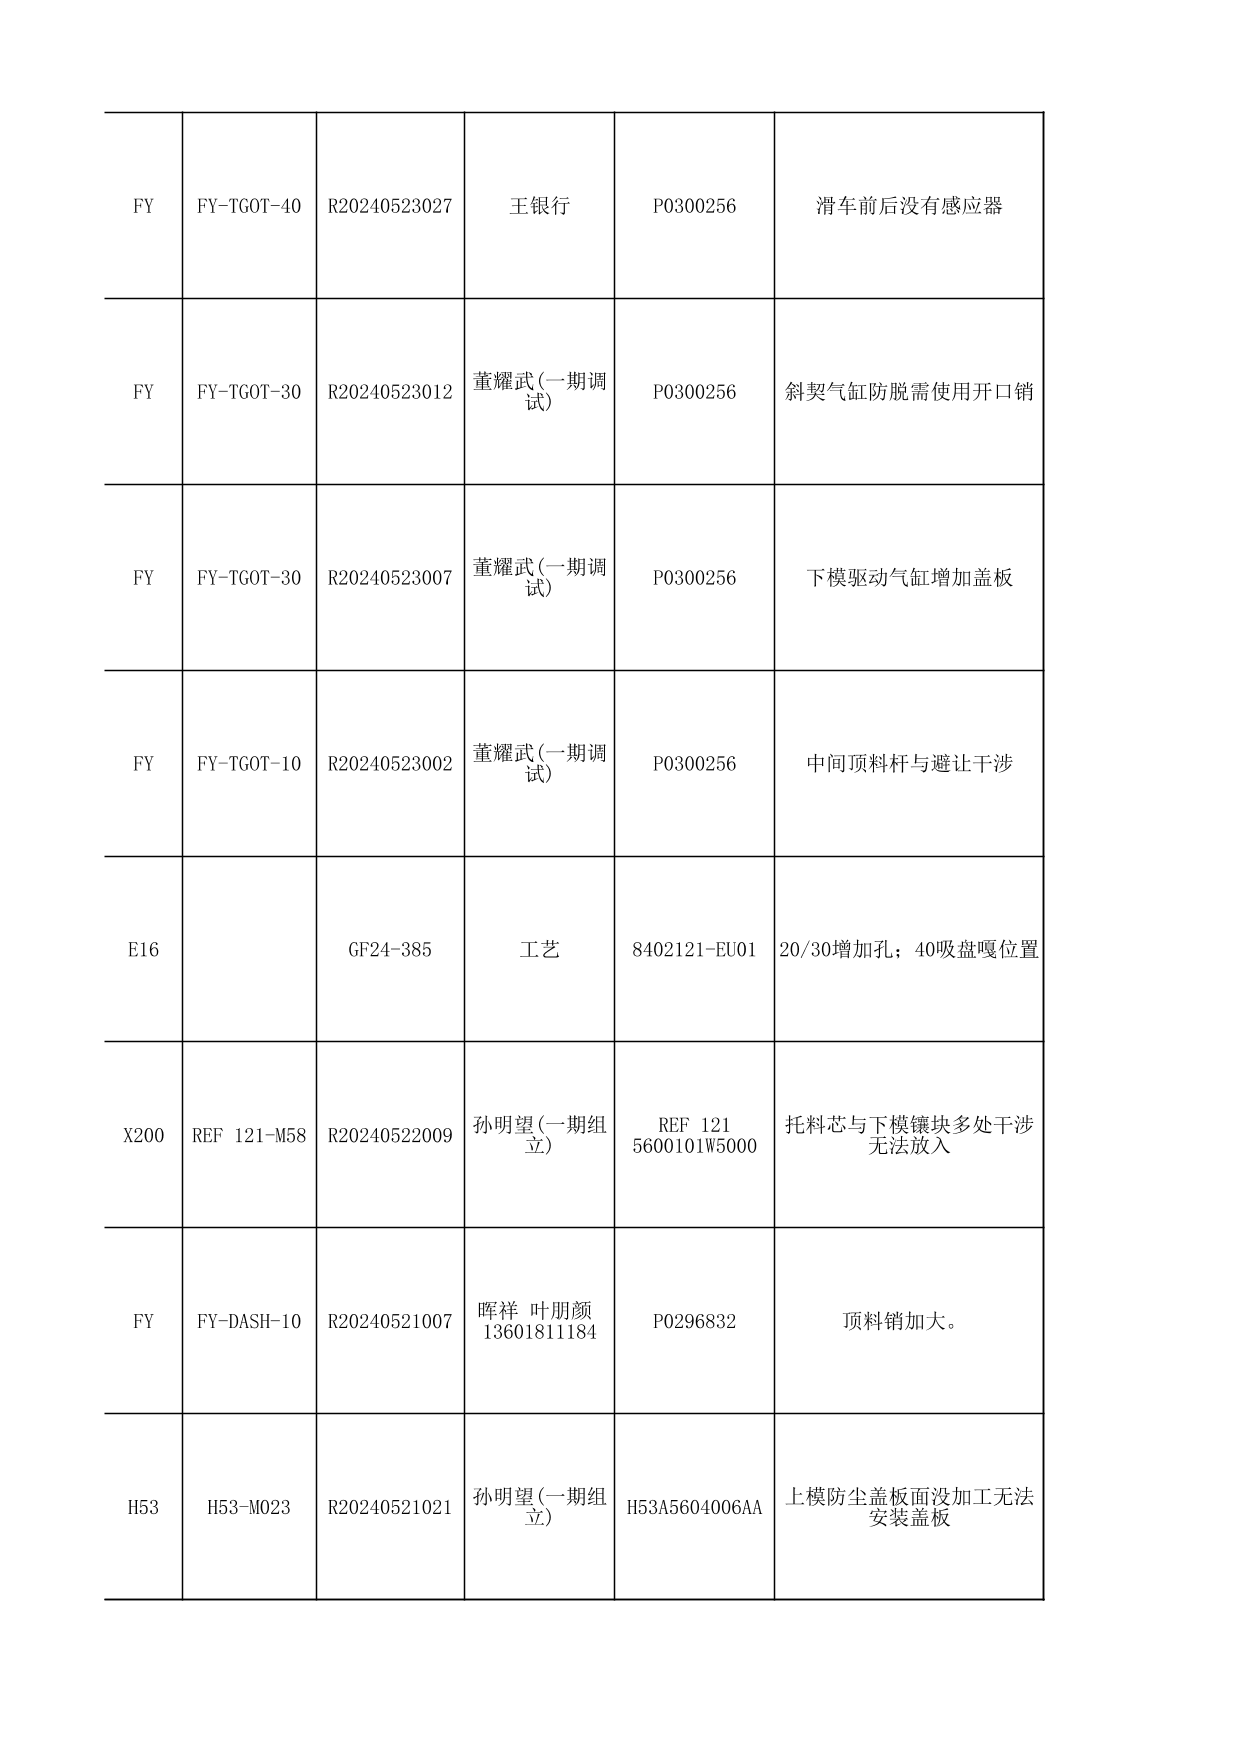 FY FY-TGOT-40 R20240523027 王银行 P0300256 滑车前后没有感应器
FY FY-TGOT-30 R20240523012 董耀武(一期调
试) P0300256 斜契气缸防脱需使用开口销
FY FY-TGOT-30 R20240523007 董耀武(一期调
试) P0300256 下模驱动气缸增加盖板
FY FY-TGOT-10 R20240523002 董耀武(一期调
试) P0300256 中间顶料杆与避让干涉
E16 GF24-385 工艺 8402121-EU01 20/30增加孔；40吸盘嘎位置
X200 REF 121-M58 R20240522009 孙明望(一期组
立) REF 121
5600101W5000 托料芯与下模镶块多处干涉
无法放入
FY FY-DASH-10 R20240521007 晖祥 叶朋颜
13601811184 P0296832 顶料销加大。
H53 H53-M023 R20240521021 孙明望(一期组
立) H53A5604006AA 上模防尘盖板面没加工无法
安装盖板